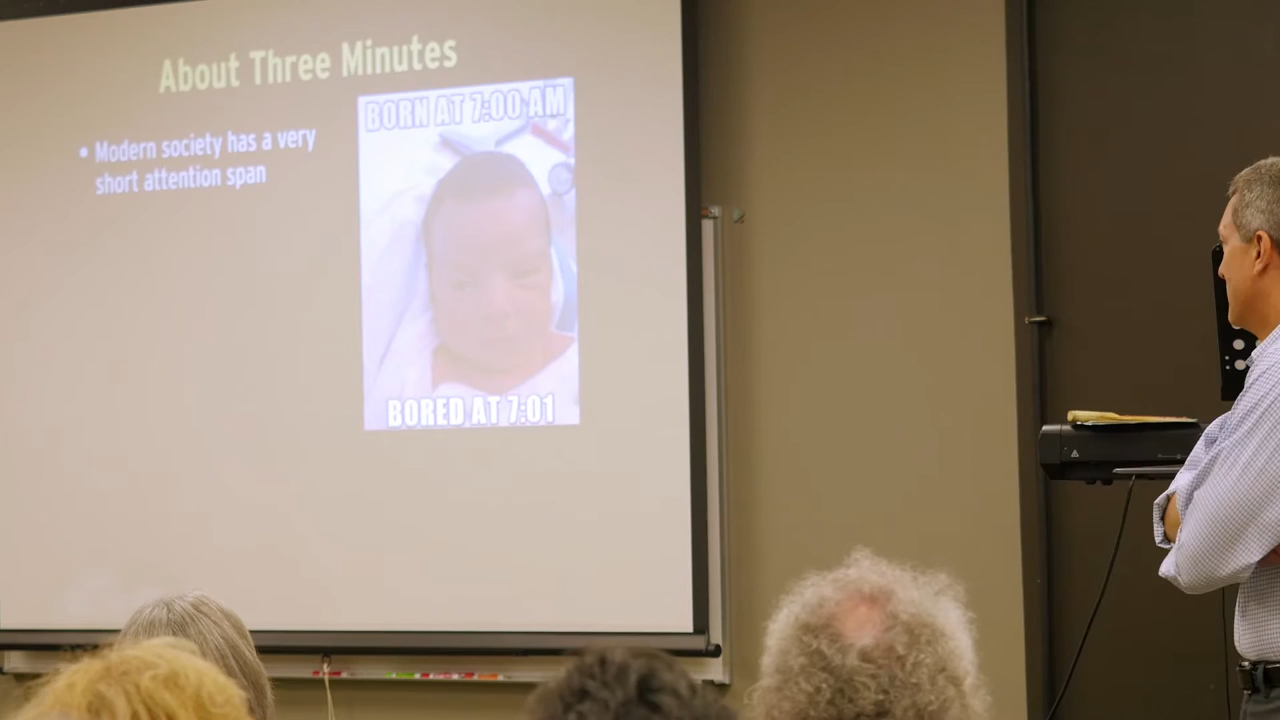 About Three Minutes
• Modern society has a very
short attention span
BORN AT 7:00 AM
BORED AT 7:01